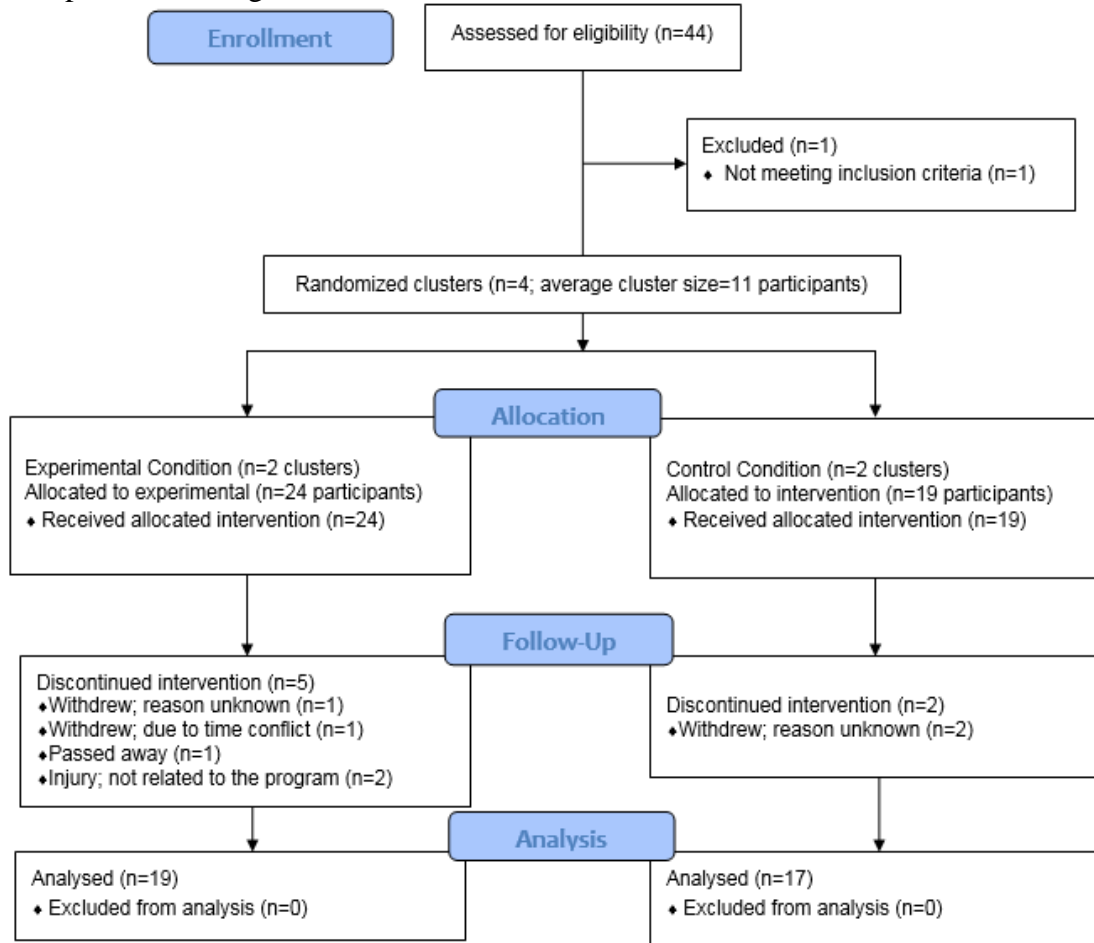 Enrollment
Assessed for eligibility (n=44)
Excluded (n=1)
♦ Not meeting inclusion criteria (n=1)
Randomized clusters (n=4; average cluster size=11 participants)
Allocation
Experimental Condition (n=2 clusters)
Allocated to experimental (n=24 participants)
♦ Received allocated intervention (n=24)
Control Condition (n=2 clusters)
Allocated to intervention (n=19 participants)
♦ Received allocated intervention (n=19)
Follow-Up
Discontinued intervention (n=5)
♦Withdrew; reason unknown (n=1)
♦Withdrew; due to time conflict (n=1)
♦Passed away (n=1)
♦Injury; not related to the program (n=2)
Discontinued intervention (n=2)
♦Withdrew; reason unknown (n=2)
Analysis
Analysed (n=19)
♦ Excluded from analysis (n=0)
Analysed (n=17)
♦ Excluded from analysis (n=0)